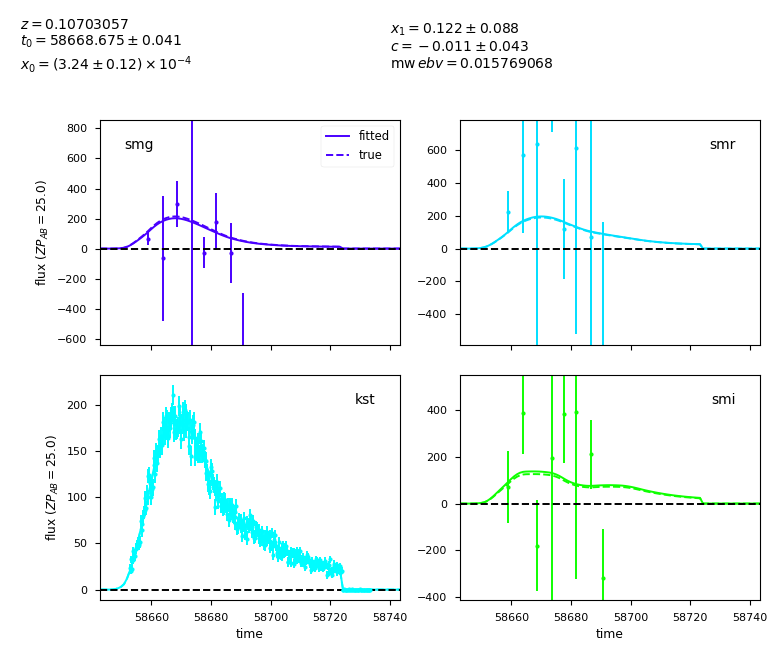 z = 0.10703057
t₀ = 58668.675 ± 0.041
x₀ = (3.24 ± 0.12) × 10⁻⁴
x₁ = 0.122 ± 0.088
c = −0.011 ± 0.043
mw ebv = 0.015769068
800
600
400
200
0
−200
−400
−600
flux (ZP_AB = 25.0)
smg
fitted
true
600
400
200
0
−200
−400
smr
200
150
100
50
0
flux (ZP_AB = 25.0)
kst
58660 58680 58700 58720 58740
time
400
200
0
−200
−400
smi
58660 58680 58700 58720 58740
time